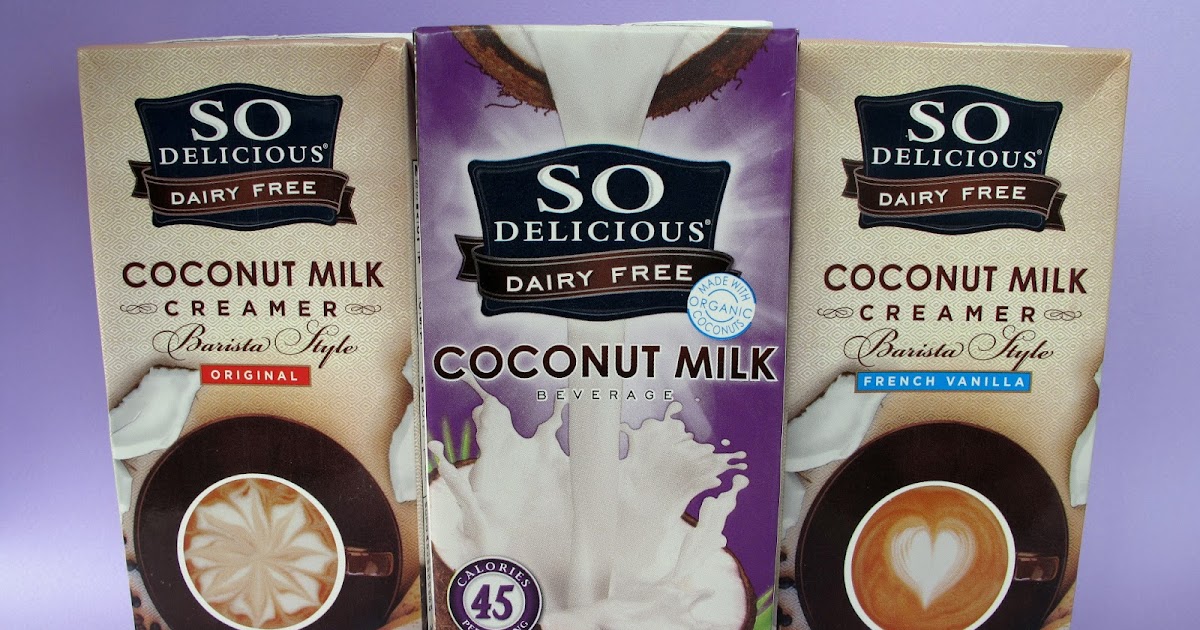 SO
DELICIOUS®
DAIRY FREE
COCONUT MILK
CREAMER
Barista Style
ORIGINAL
SO
DELICIOUS®
DAIRY FREE
MADE WITH
ORGANIC
COCONUTS
COCONUT MILK
BEVERAGE
CALORIES
45
SO
DELICIOUS®
DAIRY FREE
COCONUT MILK
CREAMER
Barista Style
FRENCH VANILLA